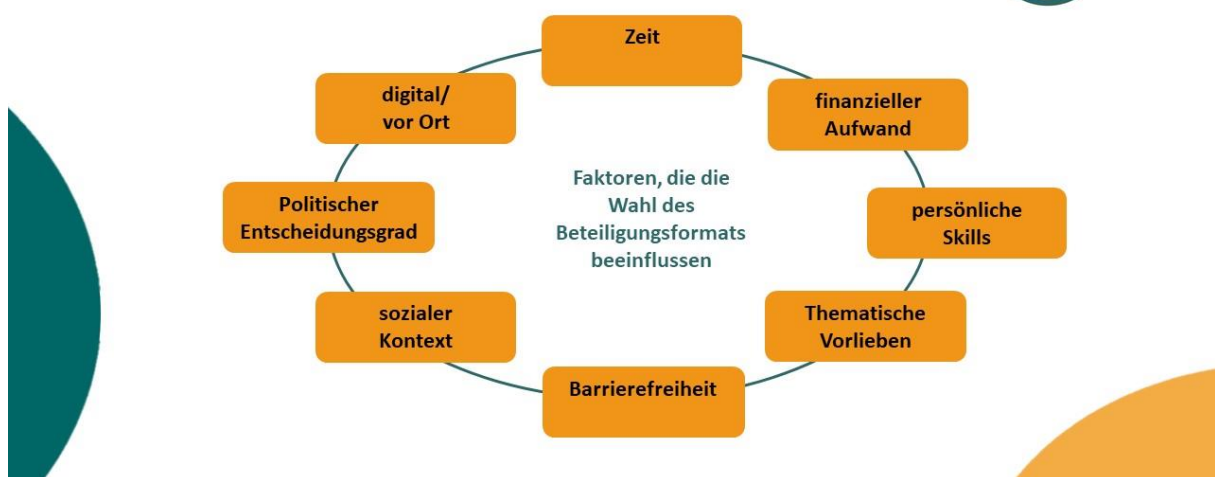 Zeit
finanzieller
Aufwand
persönliche
Skills
Thematische
Vorlieben
Barrierefreiheit
sozialer
Kontext
Politischer
Entscheidungsgrad
digital/
vor Ort
Faktoren, die die
Wahl des
Beteiligungsformats
beeinflussen